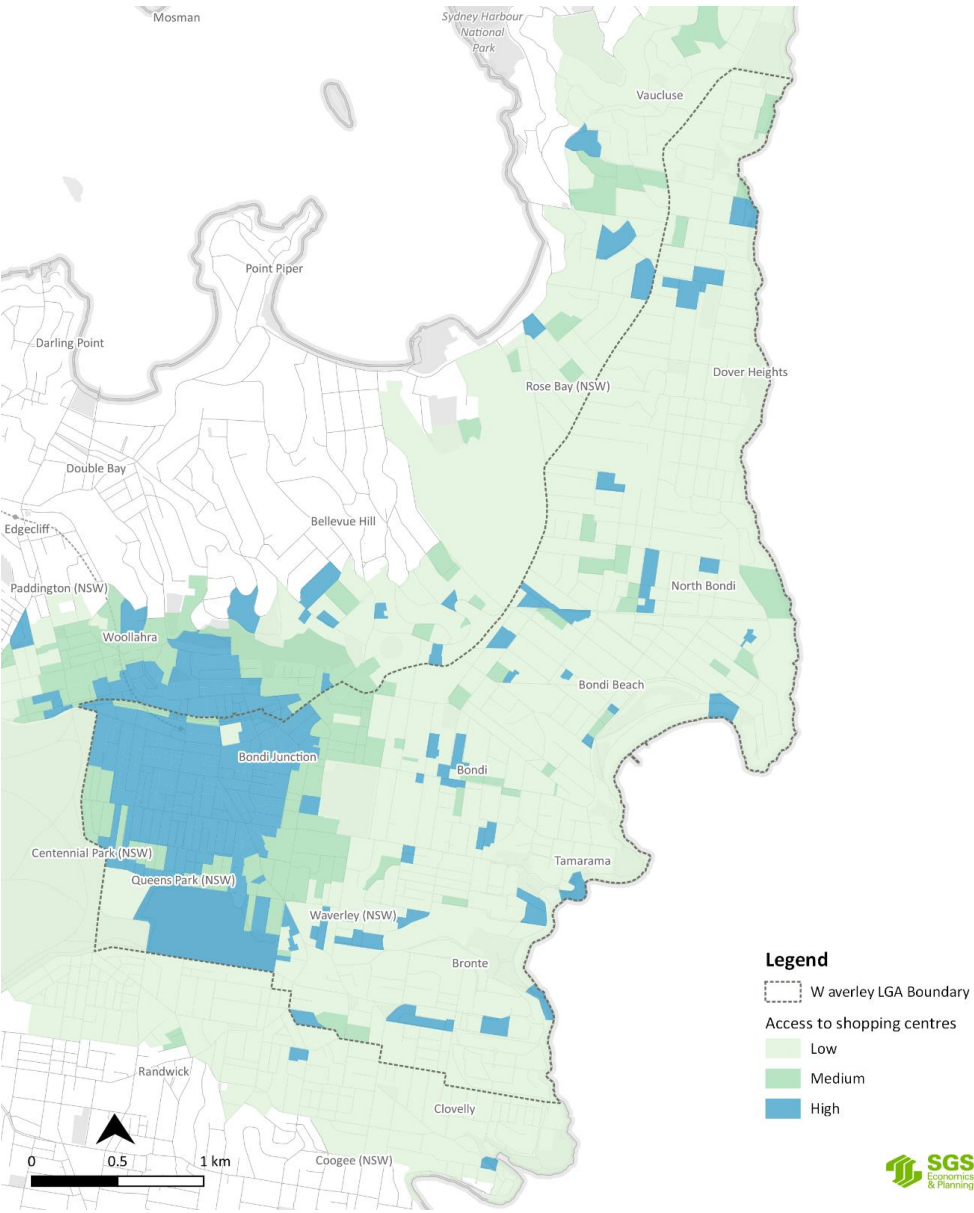 Mosman
Sydney Harbour
National
Park
Vaucluse
Point Piper
Darling Point
Rose Bay (NSW)
Dover Heights
Double Bay
Edgecliff
Bellevue Hill
Paddington (NSW)
North Bondi
Woollahra
Bondi Beach
Bondi Junction
Bondi
Centennial Park (NSW)
Tamarama
Queens Park (NSW)
Waverley (NSW)
Bronte
Randwick
Clovelly
Coogee (NSW)
0 0.5 1 km
Legend
W averley LGA Boundary
Access to shopping centres
Low
Medium
High
SGS
Economics
& Planning